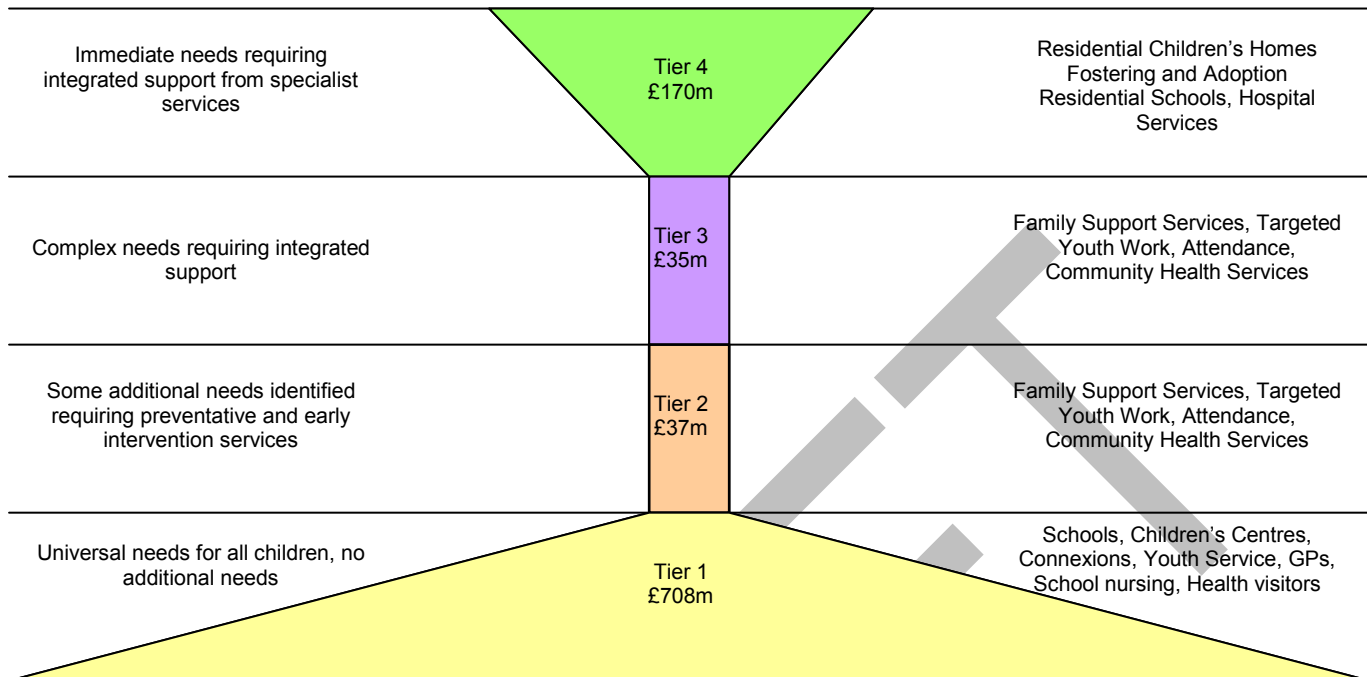 Immediate needs requiring
integrated support from specialist
services
Tier 4
£170m
Residential Children's Homes
Fostering and Adoption
Residential Schools, Hospital
Services
Complex needs requiring integrated
support
Tier 3
£35m
Family Support Services, Targeted
Youth Work, Attendance,
Community Health Services
Some additional needs identified
requiring preventative and early
intervention services
Tier 2
£37m
Family Support Services, Targeted
Youth Work, Attendance,
Community Health Services
Universal needs for all children, no
additional needs
Tier 1
£708m
Schools, Children's Centres,
Connexions, Youth Service, GPs,
School nursing, Health visitors